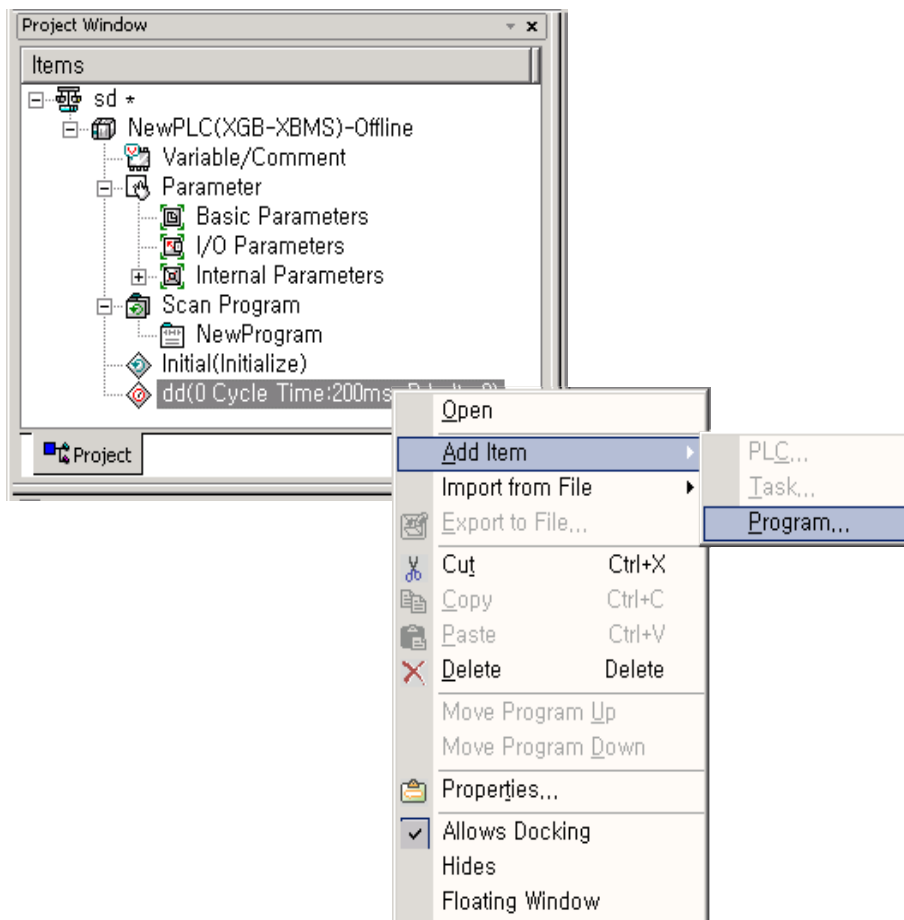 Project Window
Items
sd *
NewPLC(XGB-XBMS)-Offline
Variable/Comment
Parameter
Basic Parameters
I/O Parameters
Internal Parameters
Scan Program
NewProgram
Initial(Initialize)
dd(0 Cycle Time:200ms
Project
Open
Add Item
Import from File
Export to File...
Cut Ctrl+X
Copy Ctrl+C
Paste Ctrl+V
Delete Delete
Move Program Up
Move Program Down
Properties...
Allows Docking
Hides
Floating Window
PLC...
Task...
Program...